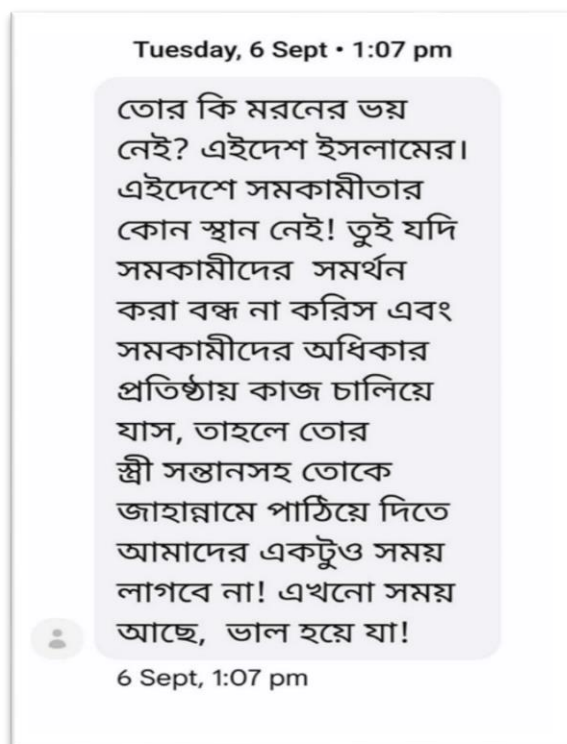 Tuesday, 6 Sept • 1:07 pm
তোর কি মরনের ভয়
নেই? এইদেশ ইসলামের।
এইদেশে সমকামীতার
কোন স্থান নেই! তুই যদি
সমকামীদের সমর্থন
করা বন্ধ না করিস এবং
সমকামীদের অধিকার
প্রতিষ্ঠায় কাজ চালিয়ে
যাস, তাহলে তোর
স্ত্রী সন্তানসহ তোকে
জাহান্নামে পাঠিয়ে দিতে
আমাদের একটুও সময়
লাগবে না! এখনো সময়
আছে, ভাল হয়ে যা!
6 Sept, 1:07 pm